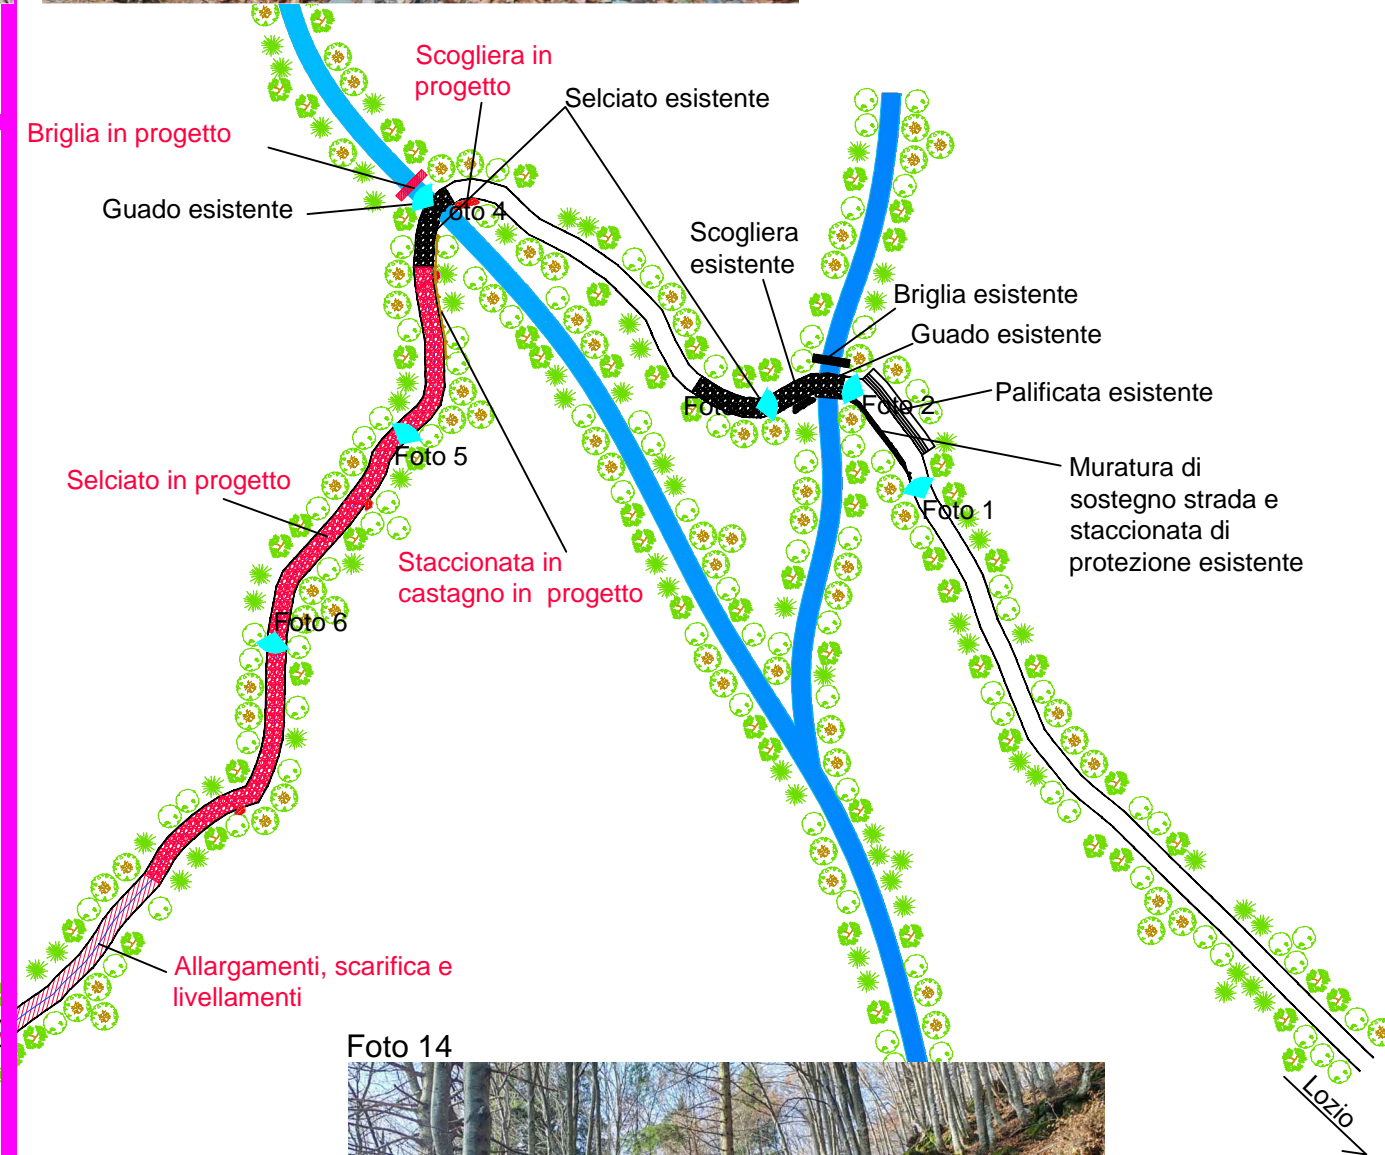 Scogliera in
progetto
Selciato esistente
Briglia in progetto
Guado esistente
Foto 4
Scogliera
esistente
Briglia esistente
Guado esistente
Palificata esistente
Foto 2
Foto 5
Muratura di
sostegno strada e
staccionata di
protezione esistente
Selciato in progetto
Foto 1
Staccionata in
castagno in progetto
Foto 6
Allargamenti, scarifica e
livellamenti
Foto 14
Lozio